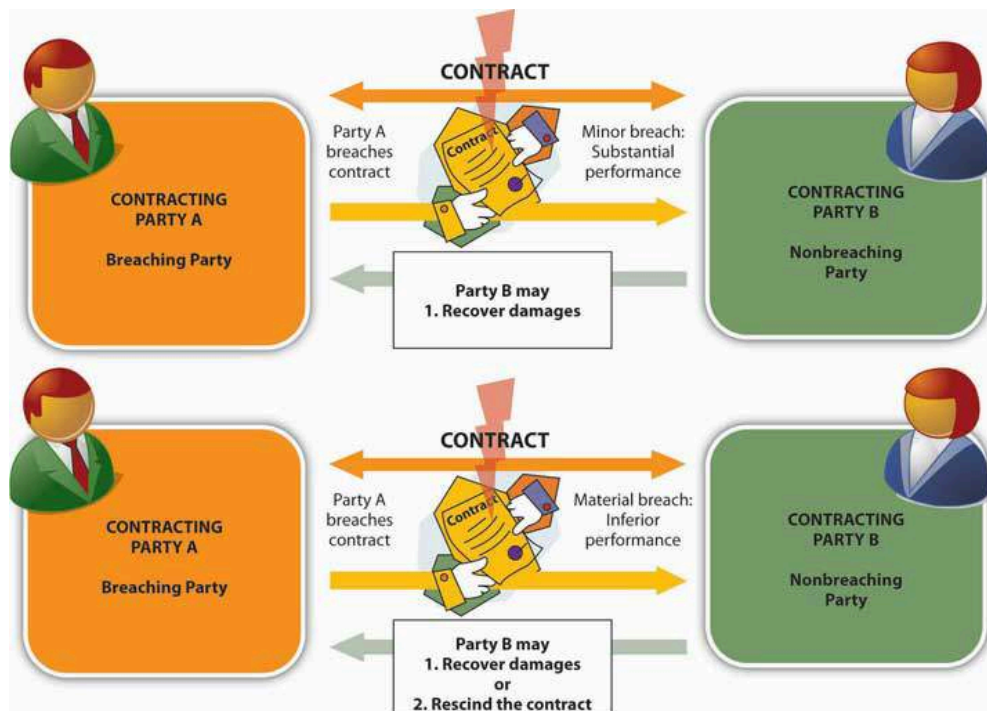 CONTRACT
Party A
breaches
contract
Contract
Minor breach:
Substantial
performance
CONTRACTING
PARTY A
Breaching Party
CONTRACTING
PARTY B
Nonbreaching
Party
Party B may
1. Recover damages
CONTRACT
Party A
breaches
contract
Contract
Material breach:
Inferior
performance
CONTRACTING
PARTY A
Breaching Party
CONTRACTING
PARTY B
Nonbreaching
Party
Party B may
1. Recover damages
or
2. Rescind the contract